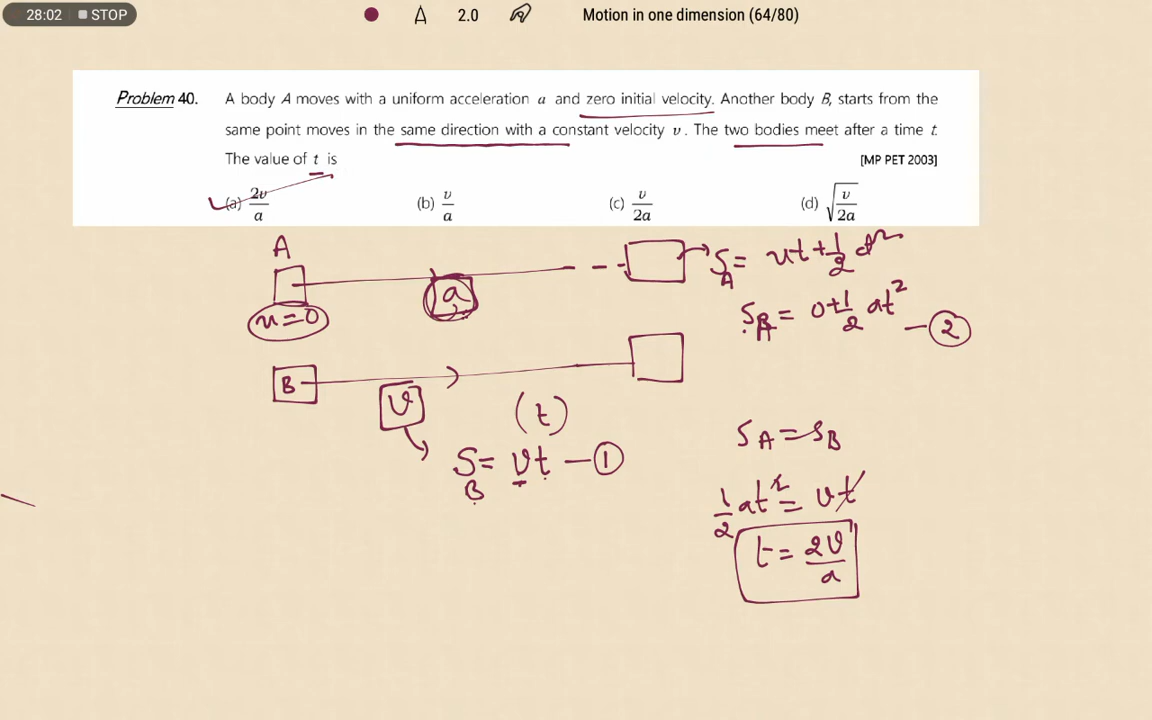 28:02 STOP
A 2.0 Motion in one dimension (64/80)
Problem 40. A body A moves with a uniform acceleration a and zero initial velocity. Another body B, starts from the
same point moves in the same direction with a constant velocity v. The two bodies meet after a time t.
The value of t is [MP PET 2003]
(a) 2v/a (b) v/a (c) v/2a (d) √(v/2a)
A
S_A = ut + 1/2 at²
a
u=0
S_A = 0+1/2 at² – ②
B
v
(t)
S_B = vt – ①
S_A = S_B
1/2 at² = vt
t = 2v/a